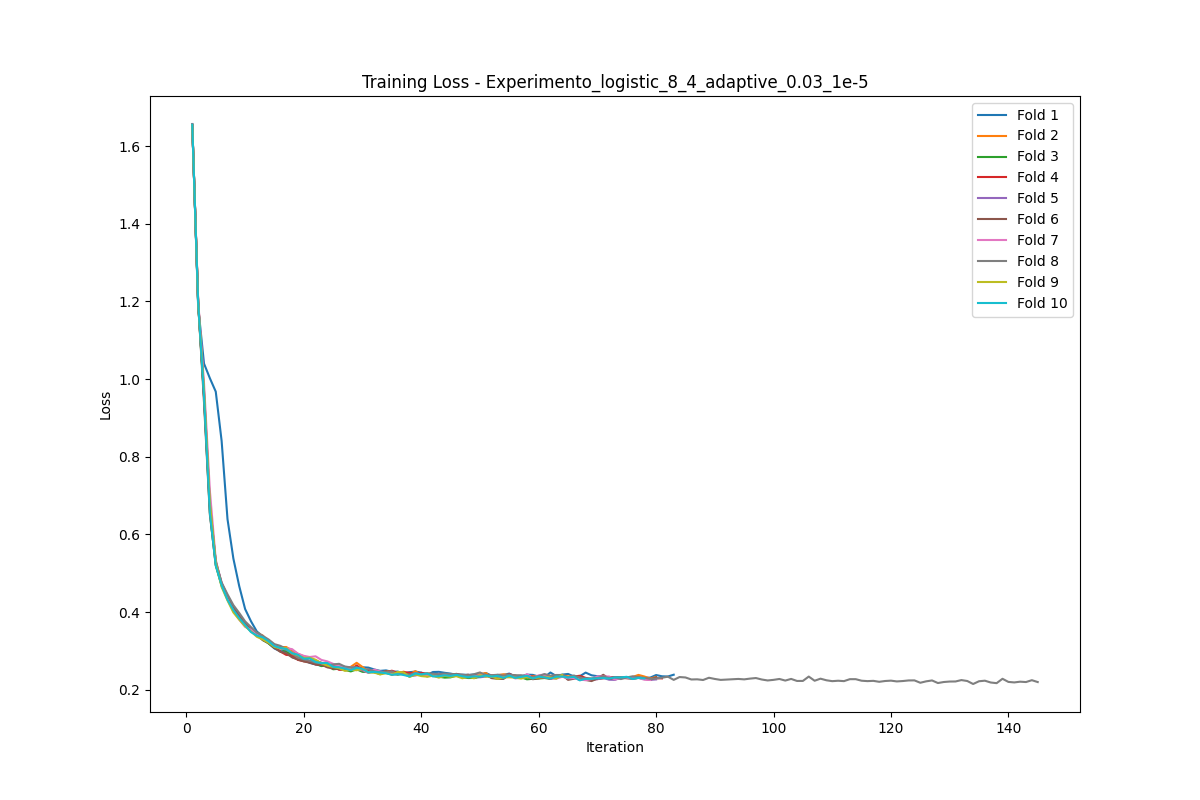 Training Loss - Experimento_logistic_8_4_adaptive_0.03_1e-5
Fold 1
Fold 2
Fold 3
Fold 4
Fold 5
Fold 6
Fold 7
Fold 8
Fold 9
Fold 10
1.6
1.4
1.2
1.0
0.8
0.6
0.4
0.2
Loss
0
20
40
60
80
100
120
140
Iteration